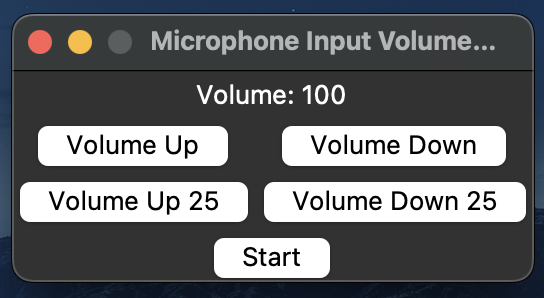 Microphone Input Volume...
Volume: 100
Volume Up Volume Down
Volume Up 25 Volume Down 25
Start